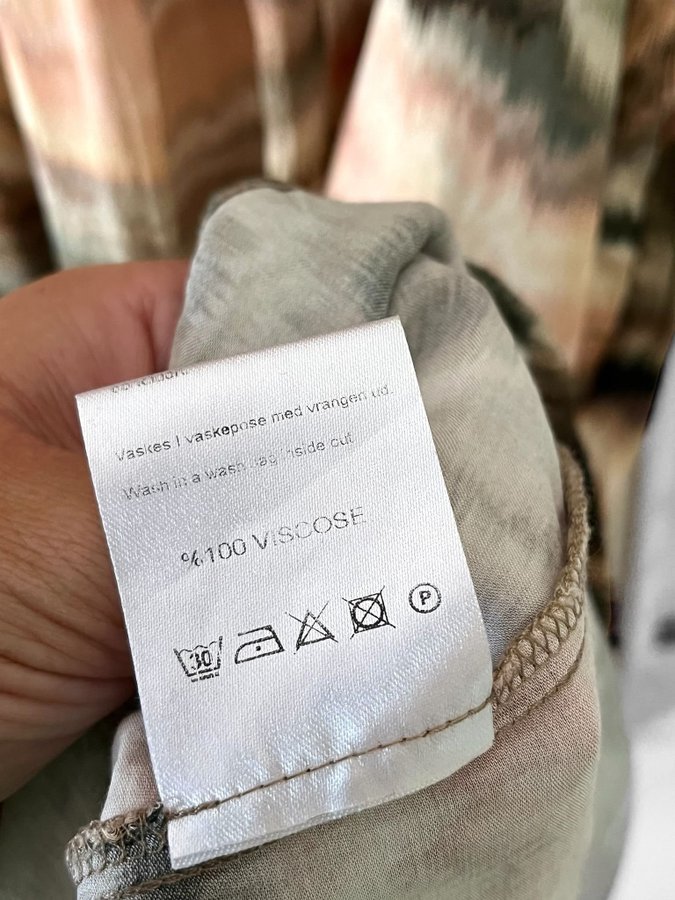 Vaskes I vaskepose med vrangen ud.
Wash in a wash bag inside out
%100 VISCOSE
30
P